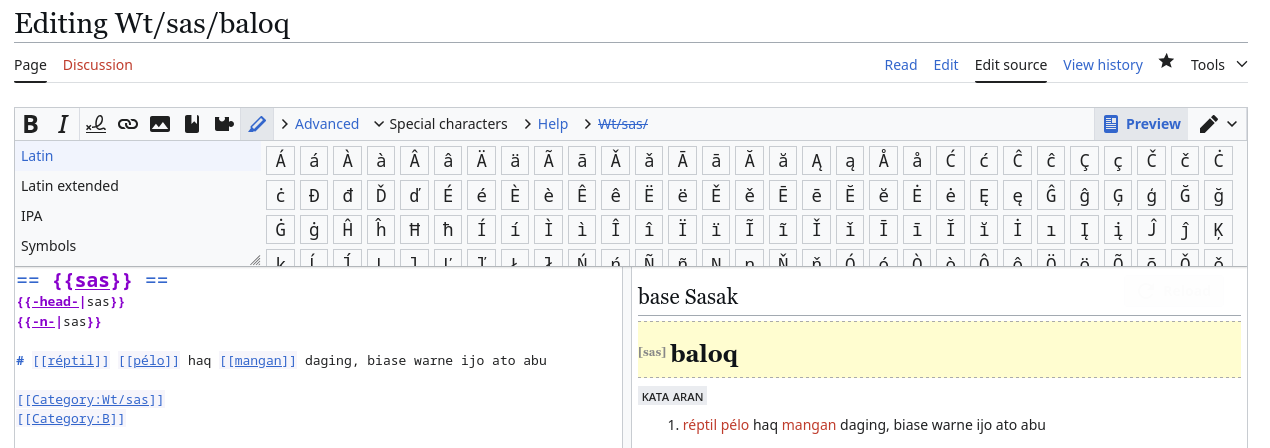 Editing Wt/sas/baloq
Page Discussion Read Edit Edit source View history Tools
B I Advanced Special characters Help Wt/sas/ Preview
Latin
Latin extended
IPA
Symbols
Á á À à Â â Ä ä Ã ã Ǎ ǎ Ā ā Ă ă Ą ą Å å Ć ć Ĉ ĉ Ç ç Č č Ċ
ċ Đ đ Ď ď É é È è Ê ê Ë ë Ě ě Ē ē Ĕ ĕ Ė ė Ę ę Ĝ ĝ Ģ ģ Ğ ğ
Ġ ġ Ĥ ĥ Ħ ħ Í í Ì ì Î î Ï ï Ĩ ĩ Ǐ ǐ Ī ī Ĭ ĭ İ ı Į į Ĵ ĵ Ķ
== {{sas}} ==
{{-head-|sas}}
{{-n-|sas}}
# [[réptil]] [[pélo]] haq [[mangan]] daging, biase warne ijo ato abu
[[Category:Wt/sas]]
[[Category:B]]
base Sasak
[sas] baloq
KATA ARAN
1. réptil pélo haq mangan daging, biase warne ijo ato abu